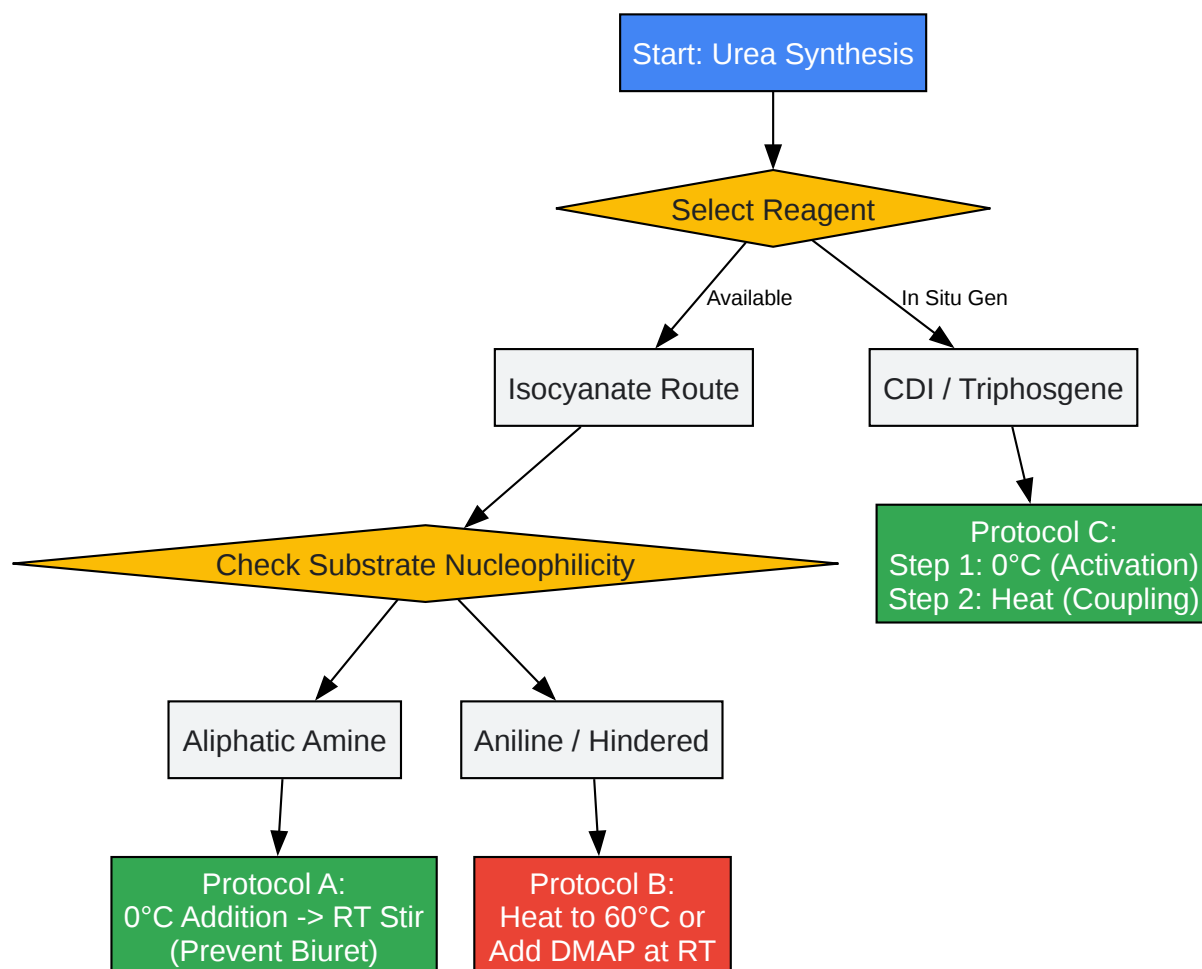 Start: Urea Synthesis
Select Reagent
Available
In Situ Gen
Isocyanate Route
CDI / Triphosgene
Check Substrate Nucleophilicity
Protocol C:
Step 1: 0°C (Activation)
Step 2: Heat (Coupling)
Aliphatic Amine
Aniline / Hindered
Protocol A:
0°C Addition -> RT Stir
(Prevent Biuret)
Protocol B:
Heat to 60°C or
Add DMAP at RT